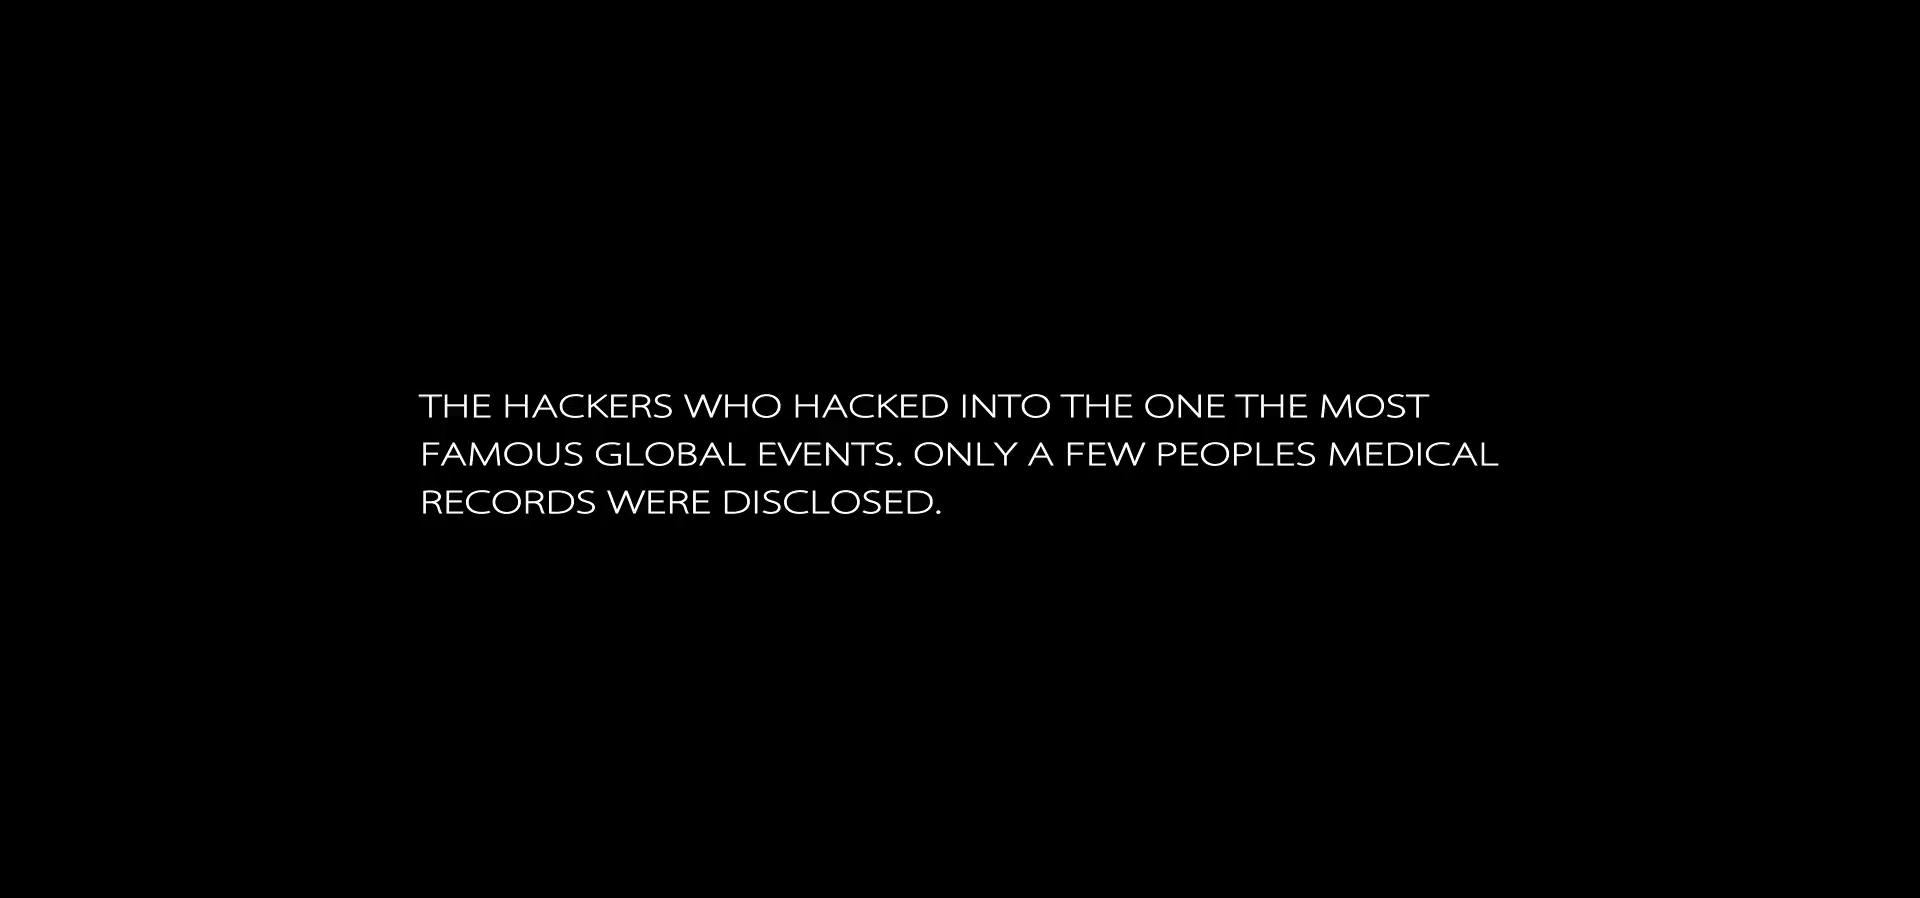 THE HACKERS WHO HACKED INTO THE ONE THE MOST
FAMOUS GLOBAL EVENTS. ONLY A FEW PEOPLES MEDICAL
RECORDS WERE DISCLOSED.